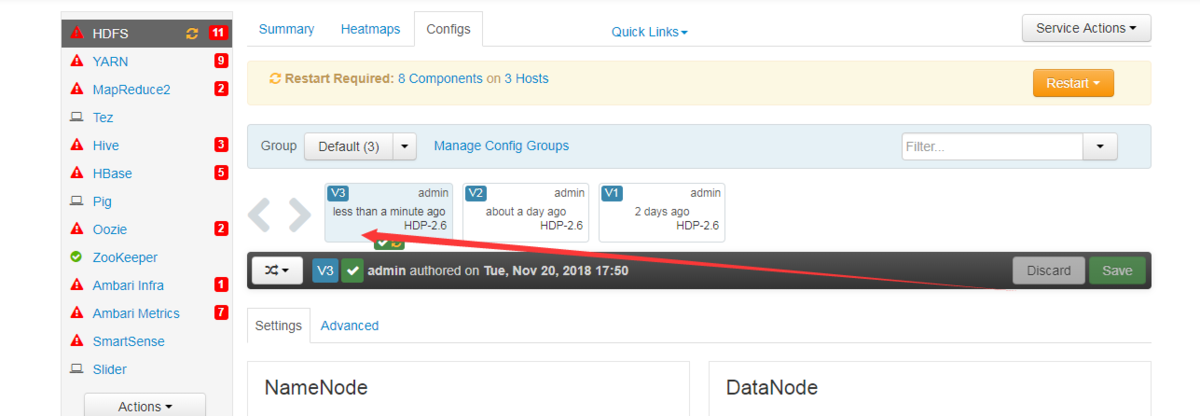 HDFS 11
YARN 9
MapReduce2 2
Tez
Hive 3
HBase 5
Pig
Oozie 2
ZooKeeper
Ambari Infra 1
Ambari Metrics 7
SmartSense
Slider
Actions
Summary Heatmaps Configs Quick Links Service Actions
Restart Required: 8 Components on 3 Hosts Restart
Group Default (3) Manage Config Groups Filter...
V3 admin
less than a minute ago
HDP-2.6
V2 admin
about a day ago
HDP-2.6
V1 admin
2 days ago
HDP-2.6
V3 admin authored on Tue, Nov 20, 2018 17:50 Discard Save
Settings Advanced
NameNode DataNode